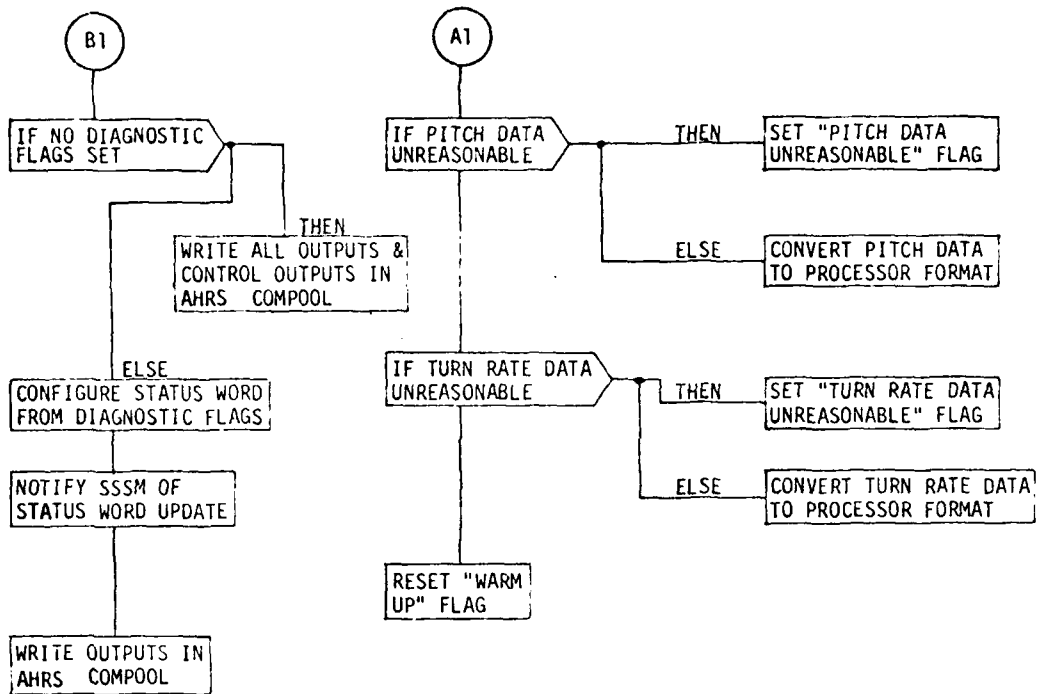 B1
IF NO DIAGNOSTIC
FLAGS SET
THEN
WRITE ALL OUTPUTS &
CONTROL OUTPUTS IN
AHRS COMPOOL
ELSE
CONFIGURE STATUS WORD
FROM DIAGNOSTIC FLAGS
NOTIFY SSSM OF
STATUS WORD UPDATE
WRITE OUTPUTS IN
AHRS COMPOOL
A1
IF PITCH DATA
UNREASONABLE
THEN
SET "PITCH DATA
UNREASONABLE" FLAG
ELSE
CONVERT PITCH DATA
TO PROCESSOR FORMAT
IF TURN RATE DATA
UNREASONABLE
THEN
SET "TURN RATE DATA
UNREASONABLE" FLAG
ELSE
CONVERT TURN RATE DATA
TO PROCESSOR FORMAT
RESET "WARM
UP" FLAG